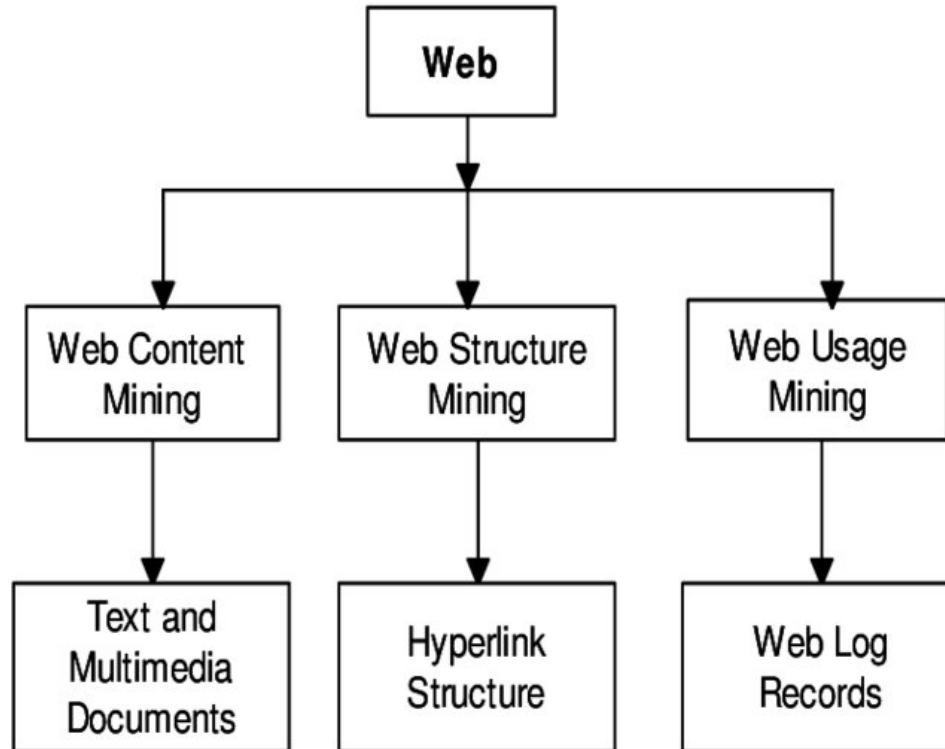 Web
Web Content
Mining
Web Structure
Mining
Web Usage
Mining
Text and
Multimedia
Documents
Hyperlink
Structure
Web Log
Records